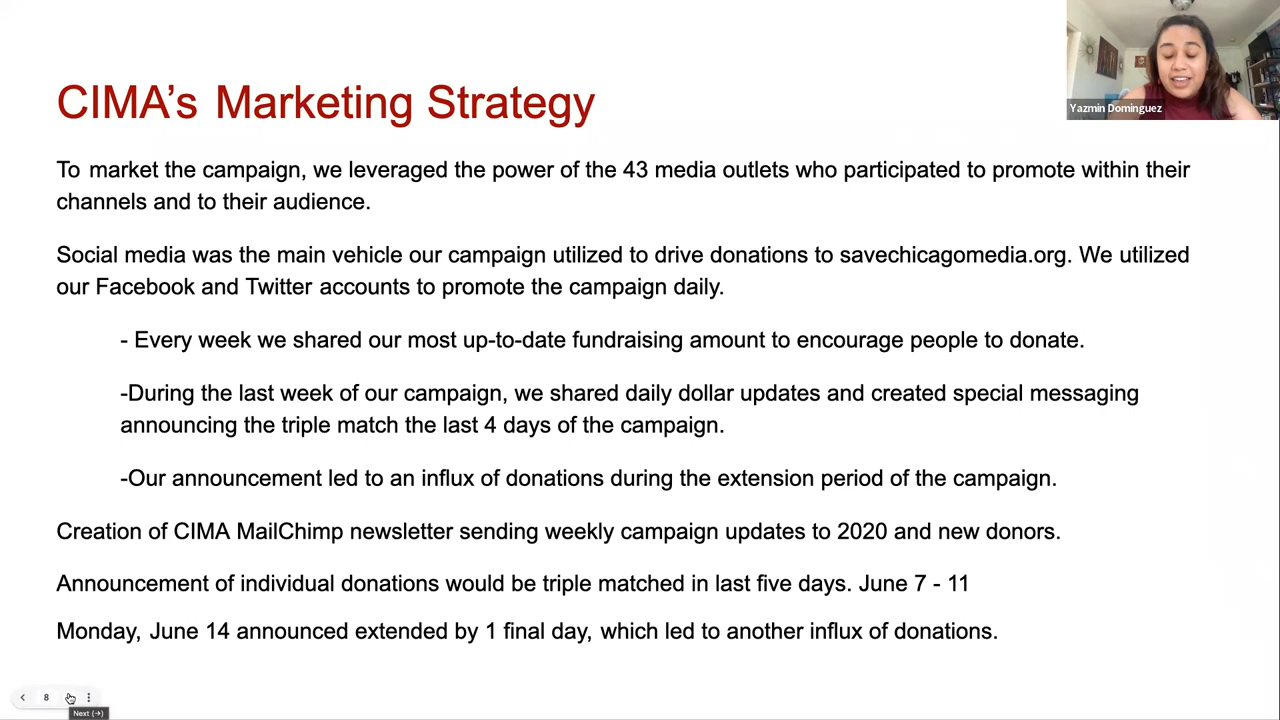 CIMA's Marketing Strategy
Yazmin Dominguez
To market the campaign, we leveraged the power of the 43 media outlets who participated to promote within their
channels and to their audience.
Social media was the main vehicle our campaign utilized to drive donations to savechicagomedia.org. We utilized
our Facebook and Twitter accounts to promote the campaign daily.
- Every week we shared our most up-to-date fundraising amount to encourage people to donate.
-During the last week of our campaign, we shared daily dollar updates and created special messaging
announcing the triple match the last 4 days of the campaign.
-Our announcement led to an influx of donations during the extension period of the campaign.
Creation of CIMA MailChimp newsletter sending weekly campaign updates to 2020 and new donors.
Announcement of individual donations would be triple matched in last five days. June 7 - 11
Monday, June 14 announced extended by 1 final day, which led to another influx of donations.
8
Next (→)